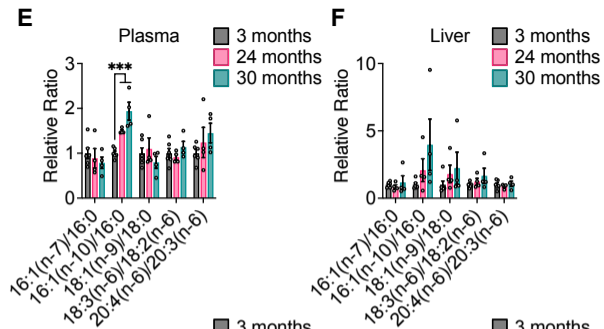 E
Plasma
3 months
24 months
30 months
Relative Ratio
3
2
1
0
***
16:1(n-7)/16:0
16:1(n-10)/16:0
18:1(n-9)/18:0
18:3(n-6)/18:2(n-6)
20:4(n-6)/20:3(n-6)
3 months
F
Liver
3 months
24 months
30 months
Relative Ratio
10
5
0
16:1(n-7)/16:0
16:1(n-10)/16:0
18:1(n-9)/18:0
18:3(n-6)/18:2(n-6)
20:4(n-6)/20:3(n-6)
3 months